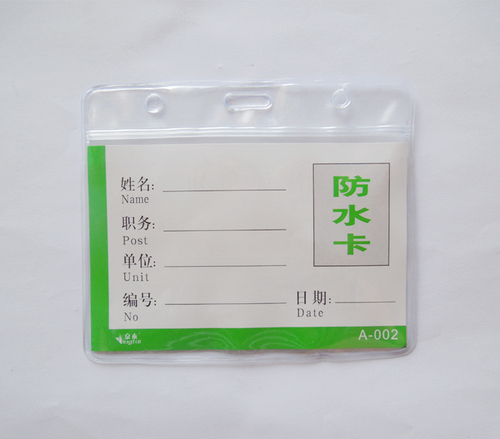 姓名:
Name
防水卡
职务:
Post
单位:
Unit
编号:
No
日期:
Date
A-002